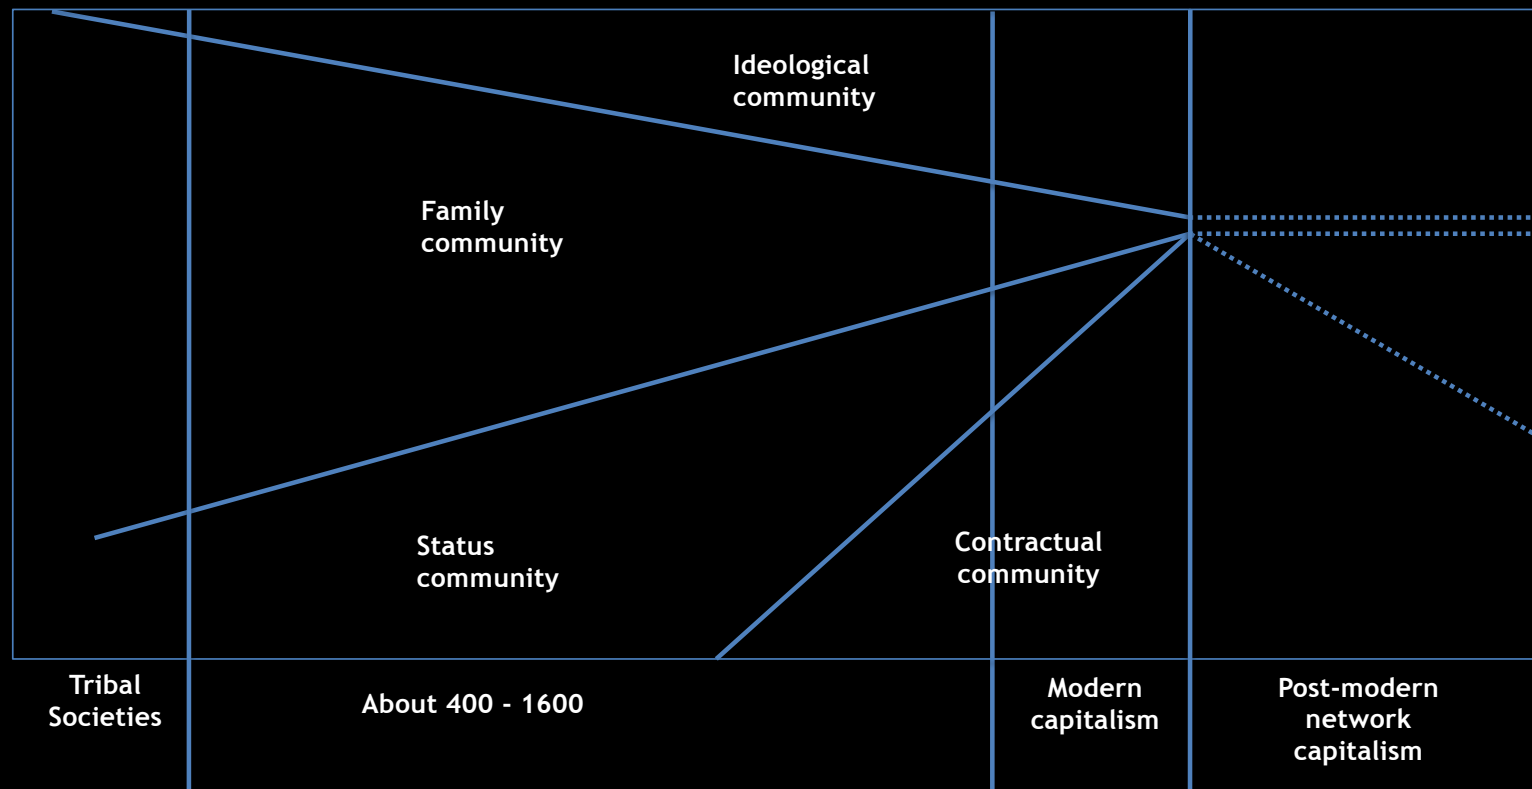 Ideological
community
Family
community
Status
community
Contractual
community
Tribal
Societies
About 400 - 1600
Modern
capitalism
Post-modern
network
capitalism